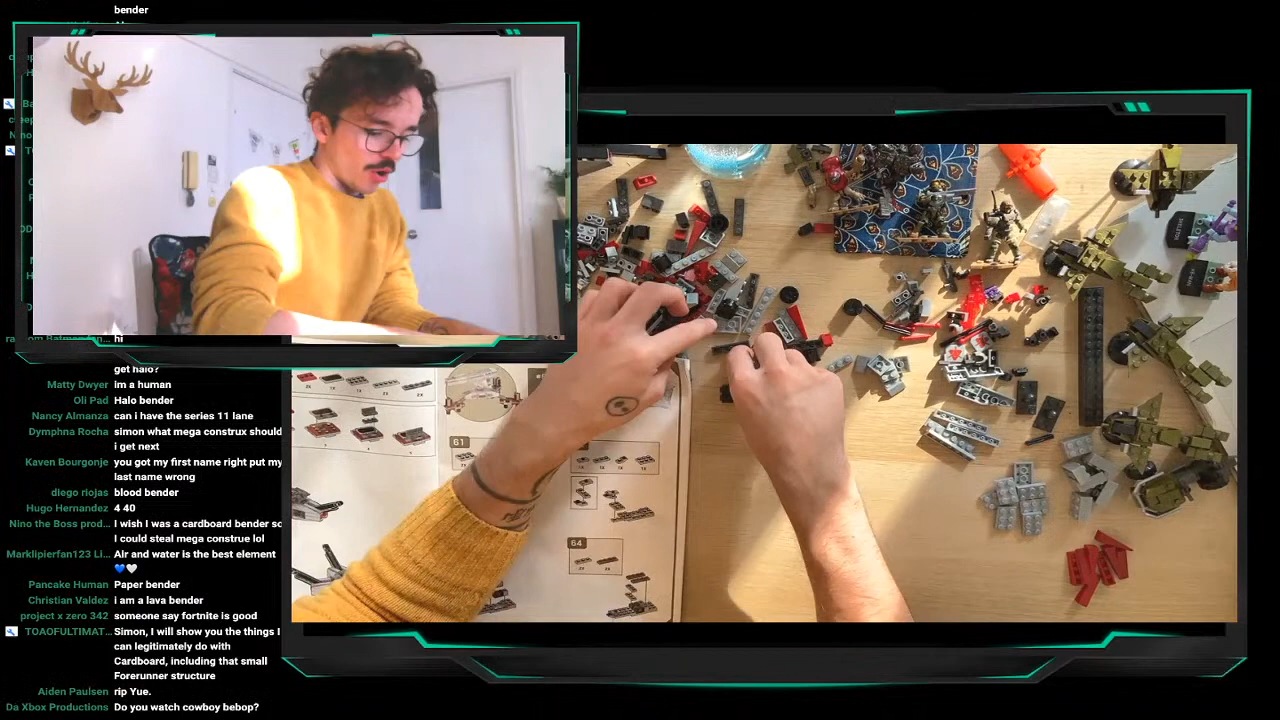 bender
hi
get halo?
Matty Dwyer im a human
Oli Pad Halo bender
Nancy Almanza can i have the series 11 lane
Dymphna Rocha simon what mega construx should
i get next
Kaven Bourgonje you got my first name right put my
last name wrong
diego riojas blood bender
Hugo Hernandez 4 40
Nino the Boss prod... I wish I was a cardboard bender so
I could steal mega construe lol
Marklipierfan123 Li... Air and water is the best element
Pancake Human Paper bender
Christian Valdez i am a lava bender
project x zero 342 someone say fortnite is good
TOAOFULTIMAT... Simon, I will show you the things I
can legitimately do with
Cardboard, including that small
Forerunner structure
Aiden Paulsen rip Yue.
Da Xbox Productions Do you watch cowboy bebop?
61
64